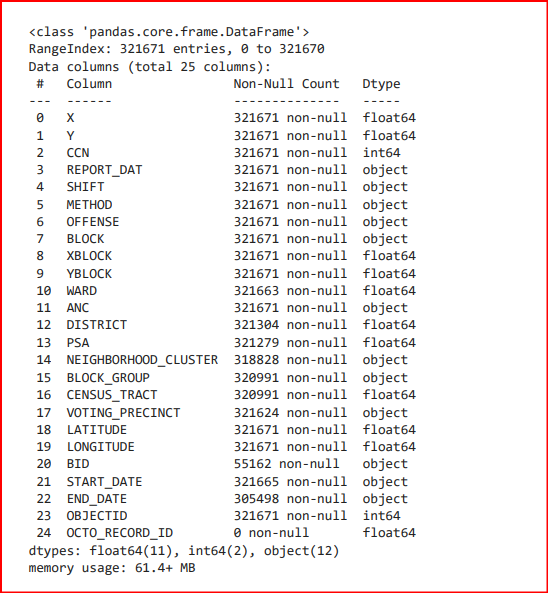 <class 'pandas.core.frame.DataFrame'>
RangeIndex: 321671 entries, 0 to 321670
Data columns (total 25 columns):
 #   Column                Non-Null Count   Dtype
---  ------                --------------   -----
 0   X                     321671 non-null  float64
 1   Y                     321671 non-null  float64
 2   CCN                   321671 non-null  int64
 3   REPORT_DAT            321671 non-null  object
 4   SHIFT                 321671 non-null  object
 5   METHOD                321671 non-null  object
 6   OFFENSE               321671 non-null  object
 7   BLOCK                 321671 non-null  object
 8   XBLOCK                321671 non-null  float64
 9   YBLOCK                321671 non-null  float64
 10  WARD                  321663 non-null  float64
 11  ANC                   321671 non-null  object
 12  DISTRICT              321304 non-null  float64
 13  PSA                   321279 non-null  float64
 14  NEIGHBORHOOD_CLUSTER  318828 non-null  object
 15  BLOCK_GROUP           320991 non-null  object
 16  CENSUS_TRACT          320991 non-null  float64
 17  VOTING_PRECINCT       321624 non-null  object
 18  LATITUDE              321671 non-null  float64
 19  LONGITUDE             321671 non-null  float64
 20  BID                   55162 non-null   object
 21  START_DATE            321665 non-null  object
 22  END_DATE              305498 non-null  object
 23  OBJECTID              321671 non-null  int64
 24  OCTO_RECORD_ID        0 non-null       float64
dtypes: float64(11), int64(2), object(12)
memory usage: 61.4+ MB